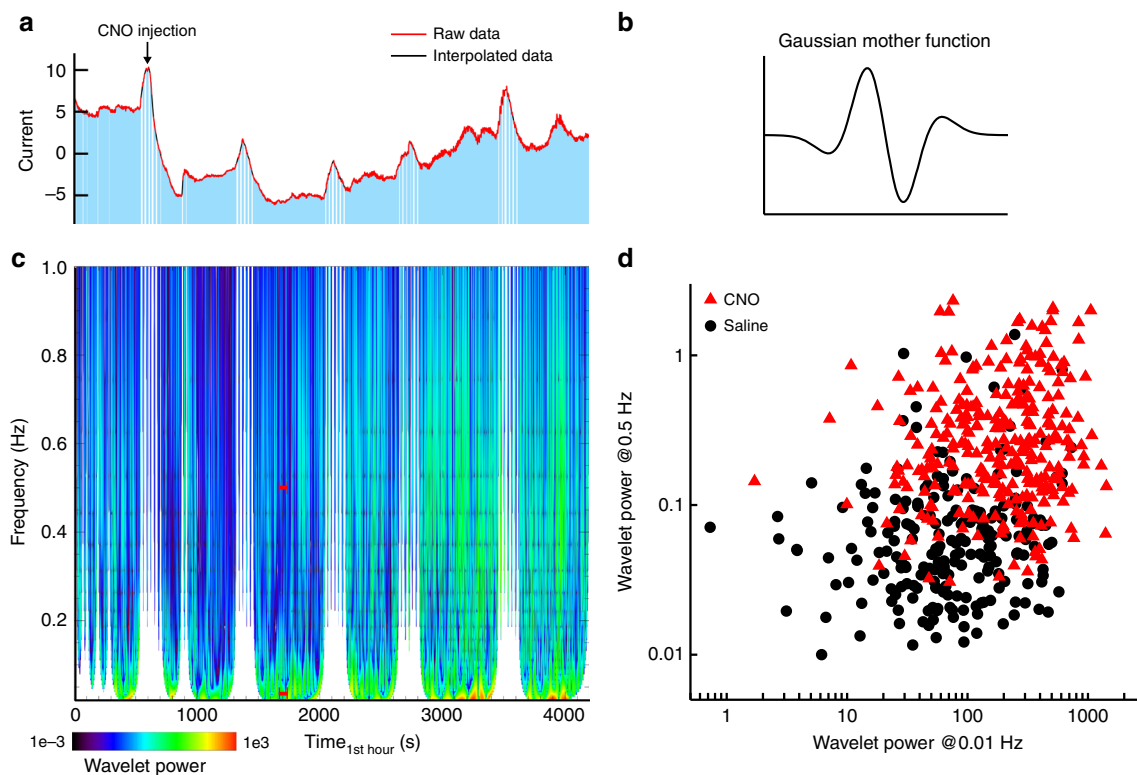 a
CNO injection
Raw data
Interpolated data
10
5
0
−5
Current
b
Gaussian mother function
c
1.0
0.8
0.6
0.4
0.2
Frequency (Hz)
0
1000
2000
3000
4000
Time1st hour (s)
1e−3
1e3
Wavelet power
d
CNO
Saline
1
0.1
0.01
Wavelet power @0.5 Hz
1
10
100
1000
Wavelet power @0.01 Hz